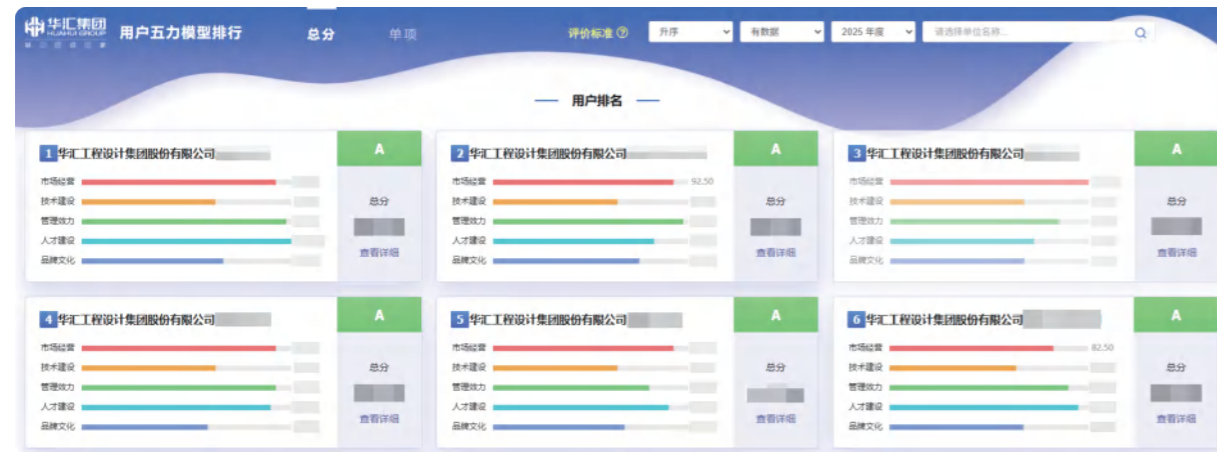 华汇集团
HUAHUI GROUP
用户五力模型排行
总分
单项
评价标准 ?
升序
有数据
2025 年度
请选择单位名称...
用户排名
1 华汇工程设计集团股份有限公司
A
市场经营
技术建设
管理效力
人才建设
品牌文化
总分
查看详细
2 华汇工程设计集团股份有限公司
A
市场经营 92.50
技术建设
管理效力
人才建设
品牌文化
总分
查看详细
3 华汇工程设计集团股份有限公司
A
市场经营
技术建设
管理效力
人才建设
品牌文化
总分
查看详细
4 华汇工程设计集团股份有限公司
A
市场经营
技术建设
管理效力
人才建设
品牌文化
总分
查看详细
5 华汇工程设计集团股份有限公司
A
市场经营
技术建设
管理效力
人才建设
品牌文化
总分
查看详细
6 华汇工程设计集团股份有限公司
A
市场经营 82.50
技术建设
管理效力
人才建设
品牌文化
总分
查看详细